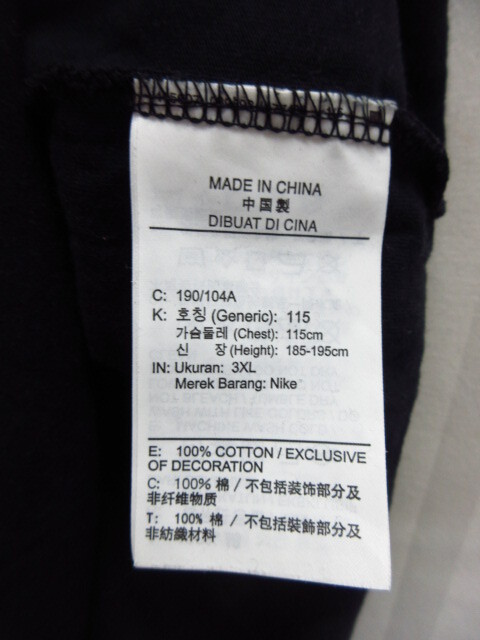 MADE IN CHINA
中国製
DIBUAT DI CINA
C: 190/104A
K: 호칭 (Generic): 115
가슴둘레 (Chest): 115cm
신 장 (Height): 185-195cm
IN: Ukuran: 3XL
Merek Barang: Nike
E: 100% COTTON / EXCLUSIVE
OF DECORATION
C: 100% 棉 / 不包括装饰部分及
非纤维物质
T: 100% 棉 / 不包括裝飾部分及
非紡織材料